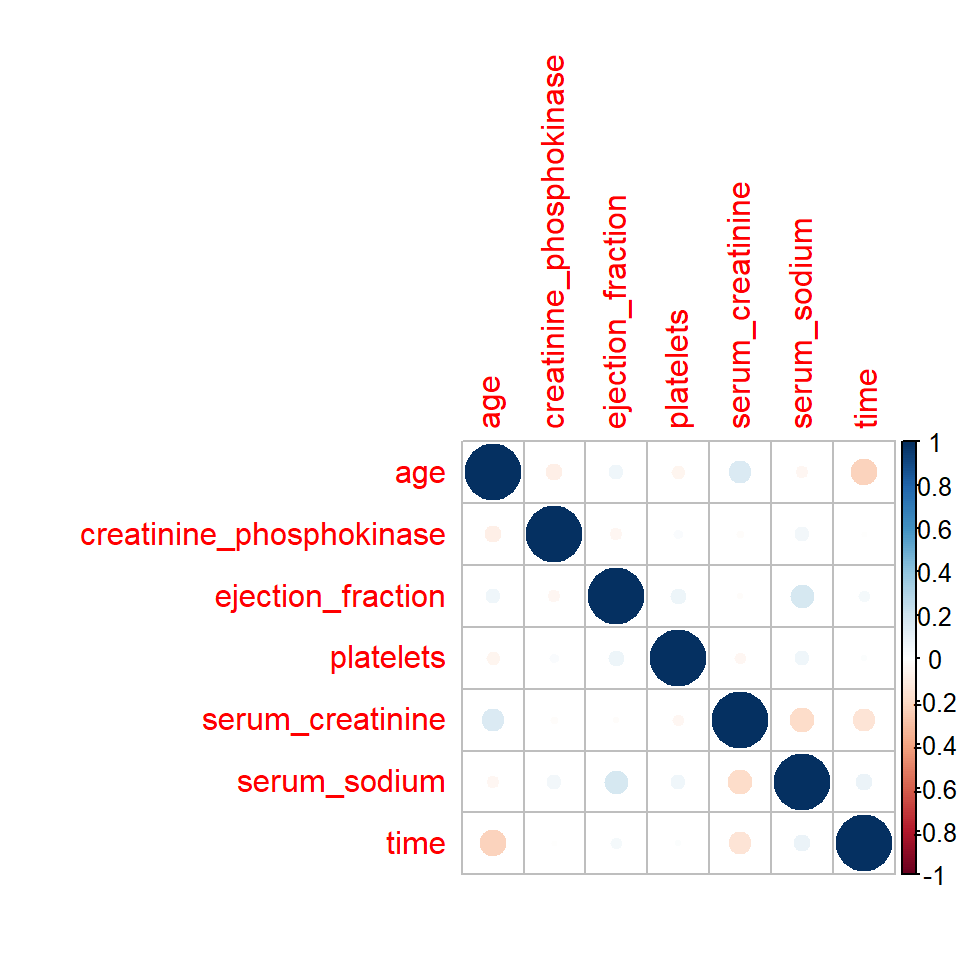 age
creatinine_phosphokinase
ejection_fraction
platelets
serum_creatinine
serum_sodium
time
age
creatinine_phosphokinase
ejection_fraction
platelets
serum_creatinine
serum_sodium
time
1
0.8
0.6
0.4
0.2
0
-0.2
-0.4
-0.6
-0.8
-1